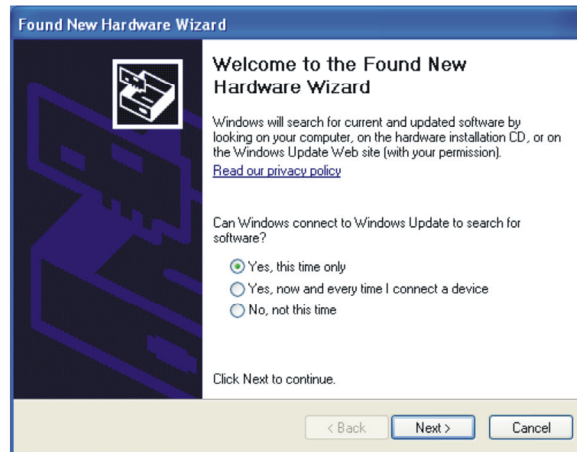 Found New Hardware Wizard
Welcome to the Found New
Hardware Wizard
Windows will search for current and updated software by
looking on your computer, on the hardware installation CD, or on
the Windows Update Web site (with your permission).
Read our privacy policy
Can Windows connect to Windows Update to search for
software?
Yes, this time only
Yes, now and every time I connect a device
No, not this time
Click Next to continue.
< Back
Next >
Cancel